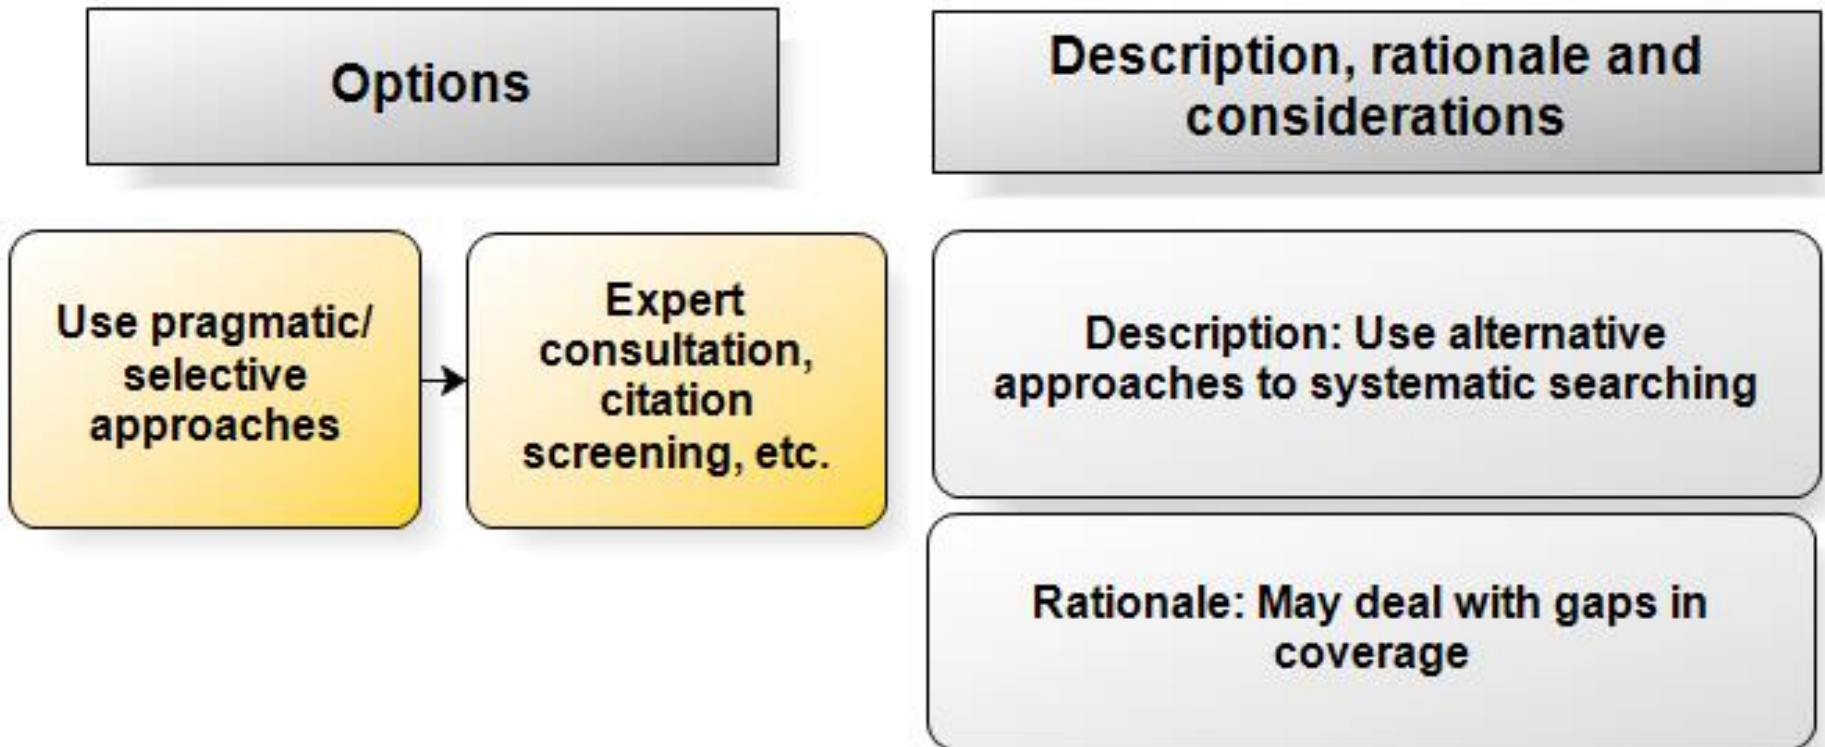 Options
Description, rationale and
considerations
Use pragmatic/
selective
approaches
Expert
consultation,
citation
screening, etc.
Description: Use alternative
approaches to systematic searching
Rationale: May deal with gaps in
coverage